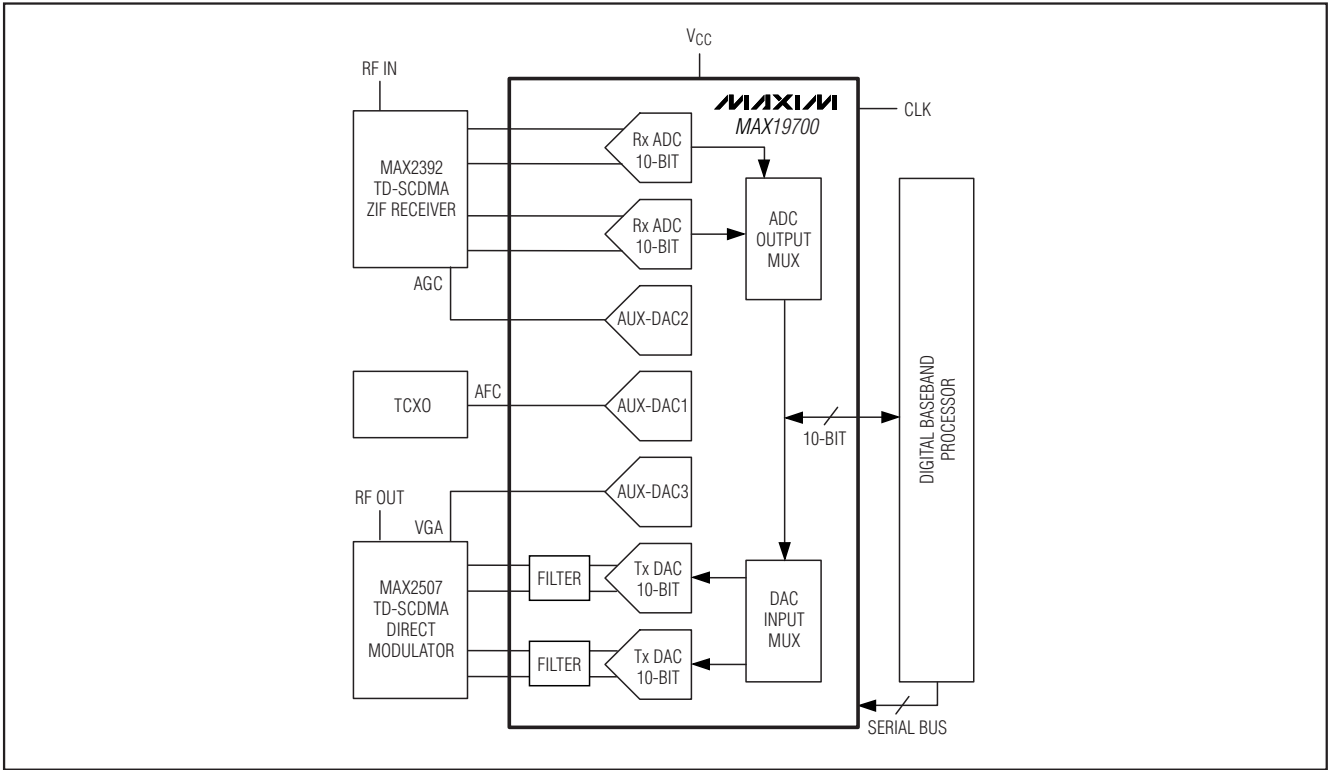 VCC
RF IN
MAXIM
MAX19700
CLK
Rx ADC
10-BIT
MAX2392
TD-SCDMA
ZIF RECEIVER
ADC
OUTPUT
MUX
Rx ADC
10-BIT
AGC
AUX-DAC2
TCXO
AFC
AUX-DAC1
10-BIT
DIGITAL BASEBAND
PROCESSOR
AUX-DAC3
RF OUT
VGA
MAX2507
TD-SCDMA
DIRECT
MODULATOR
FILTER
Tx DAC
10-BIT
DAC
INPUT
MUX
FILTER
Tx DAC
10-BIT
SERIAL BUS